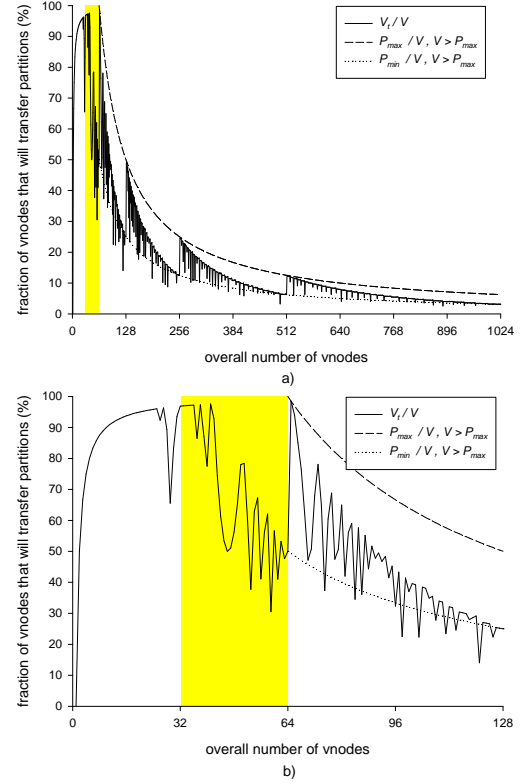 fraction of vnodes that will transfer partitions (%)
100
90
80
70
60
50
40
30
20
10
0
V_t / V
P_max / V , V > P_max
P_min / V , V > P_max
0 128 256 384 512 640 768 896 1024
overall number of vnodes
a)
fraction of vnodes that will transfer partitions (%)
100
90
80
70
60
50
40
30
20
10
0
V_t / V
P_max / V , V > P_max
P_min / V , V > P_max
0 32 64 96 128
overall number of vnodes
b)